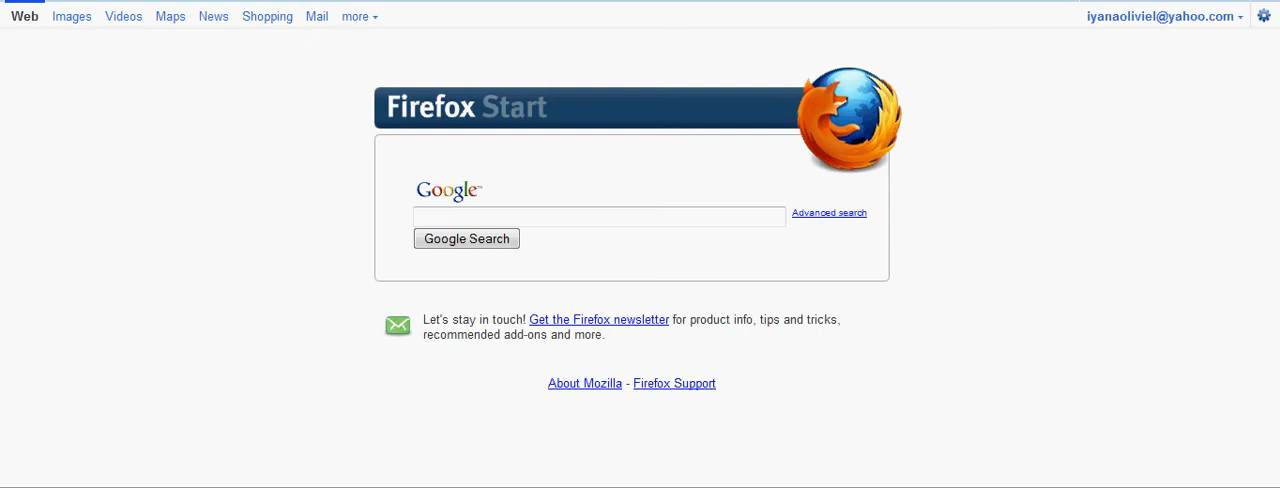 Web Images Videos Maps News Shopping Mail more iyanaoliviel@yahoo.com
Firefox Start
Google™
Advanced search
Google Search
Let's stay in touch! Get the Firefox newsletter for product info, tips and tricks,
recommended add-ons and more.
About Mozilla - Firefox Support